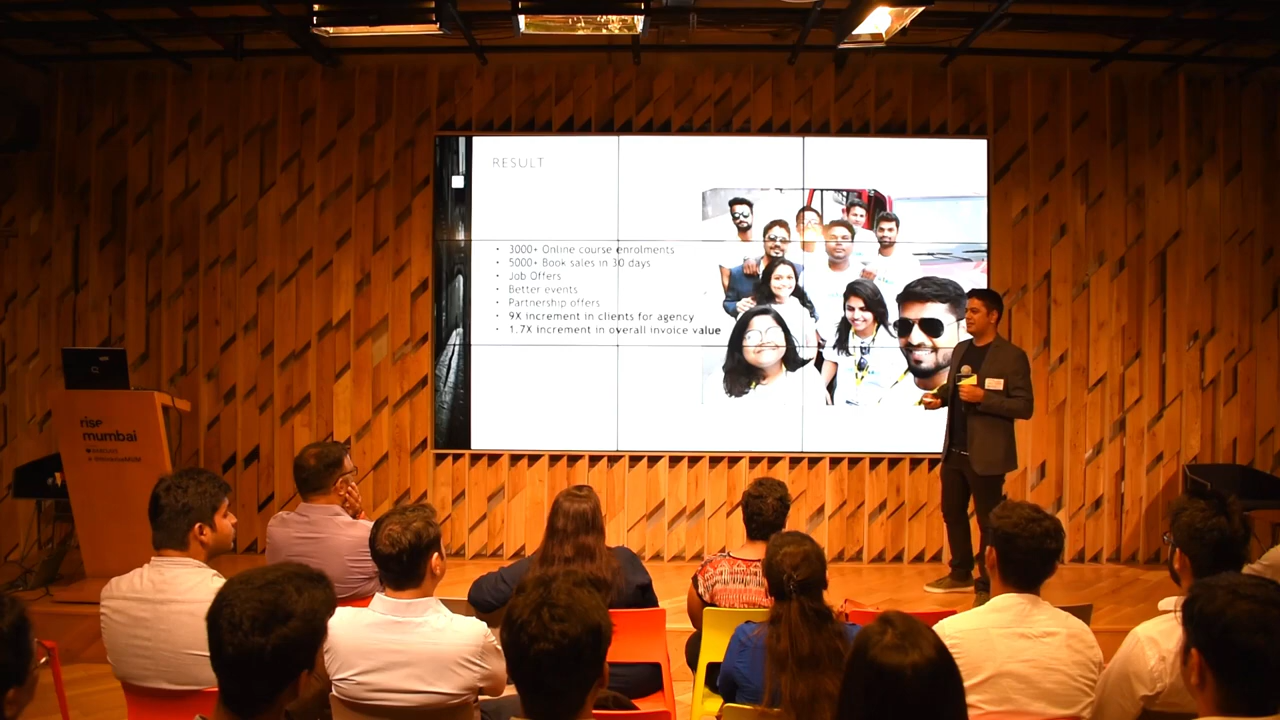 RESULT
• 3000+ Online course enrolments
• 5000+ Book sales in 30 days
• Job Offers
• Better events
• Partnership offers
• 9X increment in clients for agency
• 1.7X increment in overall invoice value
rise
mumbai